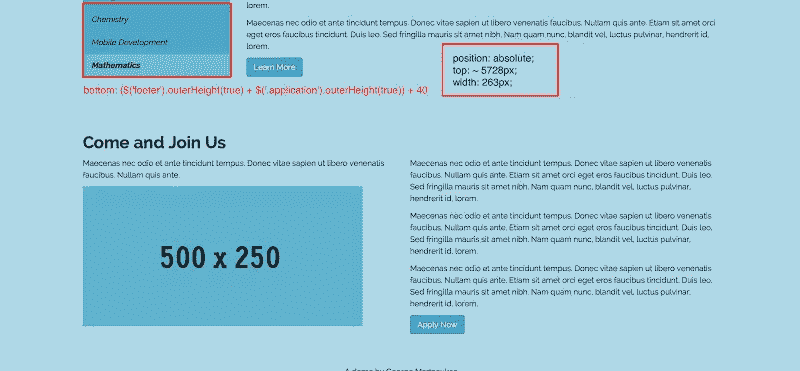 lorem.
Chemistry
Mobile Development
Mathematics
Maecenas nec odio et ante tincidunt tempus. Donec vitae sapien ut libero venenatis faucibus. Nullam quis ante. Etiam sit amet orci
eget eros faucibus tincidunt. Duis leo. Sed fringilla mauris sit amet nibh. Nam quam nunc, blandit vel, luctus pulvinar, hendrerit id,
lorem.
Learn More
position: absolute;
top: ~ 5728px;
width: 263px;
bottom: ($('footer').outerHeight(true) + $('.application').outerHeight(true)) + 40
Come and Join Us
Maecenas nec odio et ante tincidunt tempus. Donec vitae sapien ut libero venenatis
faucibus. Nullam quis ante.
500 x 250
Maecenas nec odio et ante tincidunt tempus. Donec vitae sapien ut libero venenatis
faucibus. Nullam quis ante. Etiam sit amet orci eget eros faucibus tincidunt. Duis leo.
Sed fringilla mauris sit amet nibh. Nam quam nunc, blandit vel, luctus pulvinar,
hendrerit id, lorem.
Maecenas nec odio et ante tincidunt tempus. Donec vitae sapien ut libero venenatis
faucibus. Nullam quis ante. Etiam sit amet orci eget eros faucibus tincidunt. Duis leo.
Sed fringilla mauris sit amet nibh. Nam quam nunc, blandit vel, luctus pulvinar,
hendrerit id, lorem.
Maecenas nec odio et ante tincidunt tempus. Donec vitae sapien ut libero venenatis
faucibus. Nullam quis ante. Etiam sit amet orci eget eros faucibus tincidunt. Duis leo.
Sed fringilla mauris sit amet nibh. Nam quam nunc, blandit vel, luctus pulvinar,
hendrerit id, lorem.
Apply Now
A demo by George